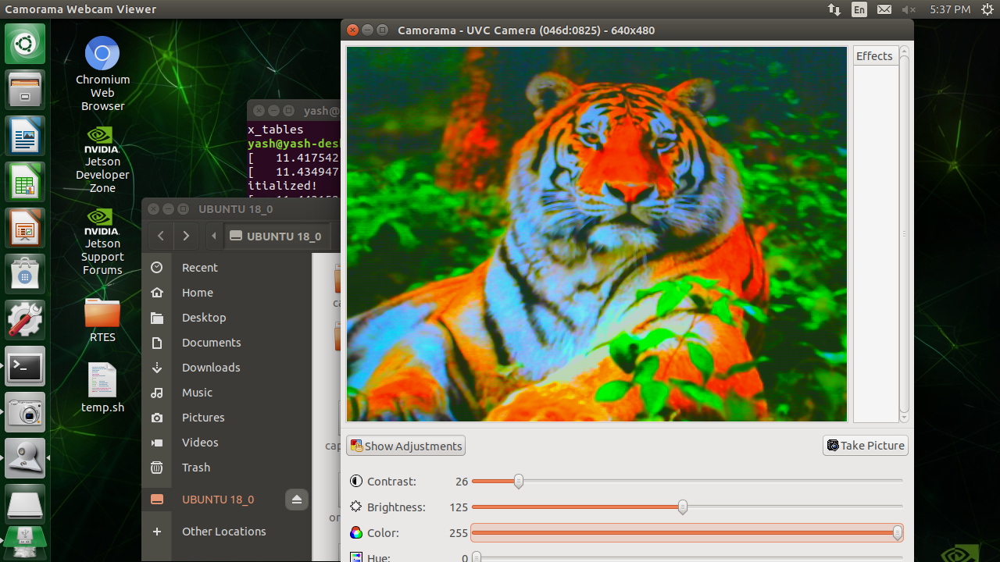 Camorama Webcam Viewer
En
5:37 PM
Chromium
Web
Browser
NVIDIA.
Jetson
Developer
Zone
NVIDIA.
Jetson
Support
Forums
RTES
temp.sh
yash@
x_tables
yash@yash-des
[   11.417542
[   11.434947
itialized!
UBUNTU 18_0
UBUNTU 18_0
Recent
Home
Desktop
Documents
Downloads
Music
Pictures
Videos
Trash
UBUNTU 18_0
Other Locations
ca
cap
or
Camorama - UVC Camera (046d:0825) - 640x480
Effects
Show Adjustments
Take Picture
Contrast: 26
Brightness: 125
Color: 255
Hue: 0